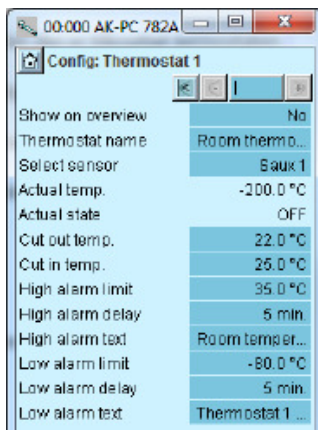 00:000 AK-PC 782A
Config: Thermostat 1
Show on overview No
Thermostat name Room thermo...
Select sensor Saux 1
Actual temp. -200.0 °C
Actual state OFF
Cut out temp. 22.0 °C
Cut in temp. 25.0 °C
High alarm limit 35.0 °C
High alarm delay 5 min.
High alarm text Room temper...
Low alarm limit -80.0 °C
Low alarm delay 5 min.
Low alarm text Thermostat 1 ...